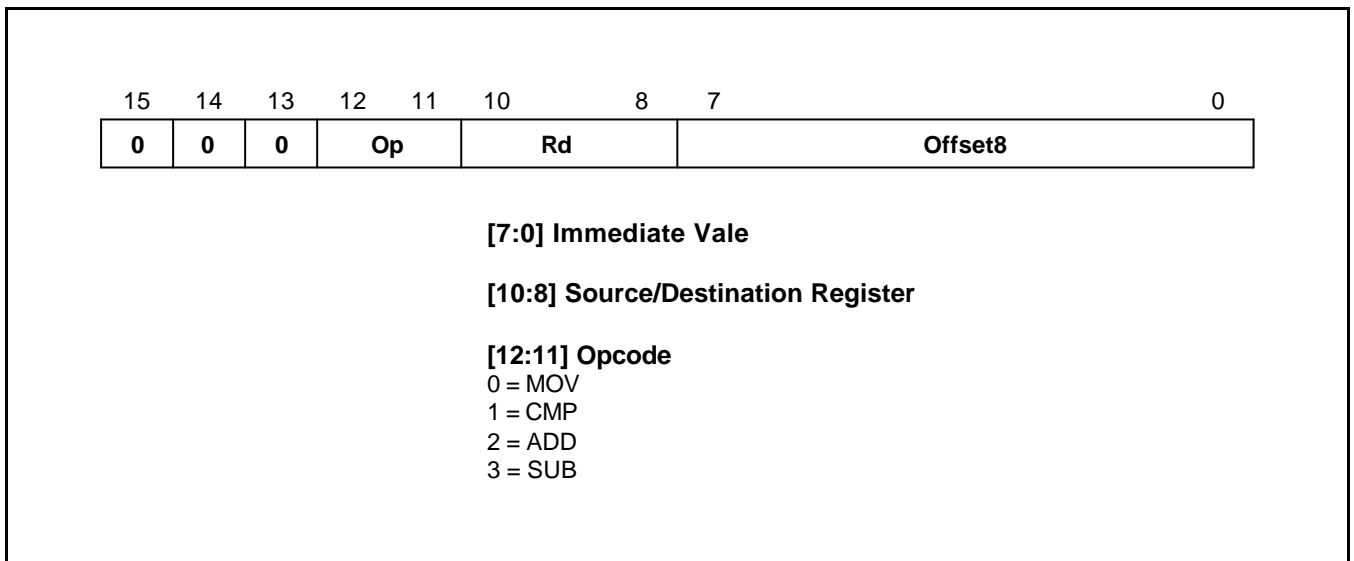 15 14 13 12 11 10 8 7 0
0 0 0 Op Rd Offset8
[7:0] Immediate Vale
[10:8] Source/Destination Register
[12:11] Opcode
0 = MOV
1 = CMP
2 = ADD
3 = SUB